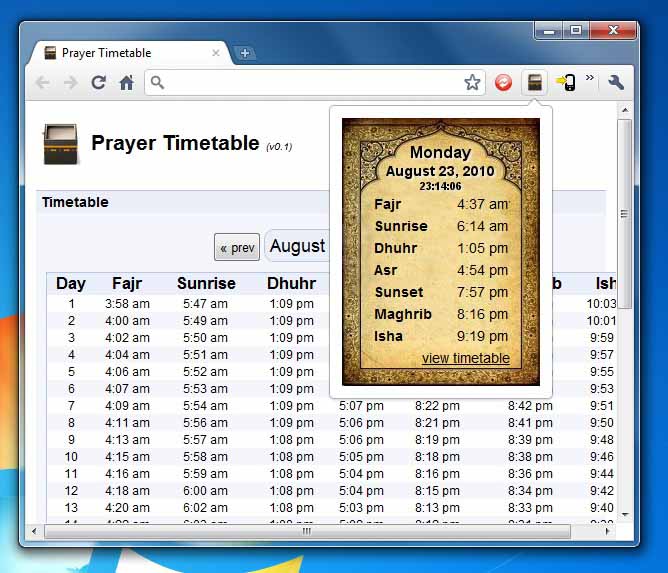 Prayer Timetable
Prayer Timetable (v0.1)
Timetable
« prev August
Day Fajr Sunrise Dhuhr b Ish
1 3:58 am 5:47 am 1:09 pm 10:03
2 4:00 am 5:49 am 1:09 pm 10:01
3 4:02 am 5:50 am 1:09 pm 9:59
4 4:04 am 5:51 am 1:09 pm 9:57
5 4:06 am 5:52 am 1:09 pm 9:55
6 4:07 am 5:53 am 1:09 pm 9:53
7 4:09 am 5:54 am 1:09 pm 5:07 pm 8:22 pm 8:42 pm 9:51
8 4:11 am 5:56 am 1:09 pm 5:06 pm 8:21 pm 8:41 pm 9:50
9 4:13 am 5:57 am 1:08 pm 5:06 pm 8:19 pm 8:39 pm 9:48
10 4:15 am 5:58 am 1:08 pm 5:05 pm 8:18 pm 8:38 pm 9:46
11 4:16 am 5:59 am 1:08 pm 5:04 pm 8:16 pm 8:36 pm 9:44
12 4:18 am 6:00 am 1:08 pm 5:04 pm 8:15 pm 8:34 pm 9:42
13 4:20 am 6:02 am 1:08 pm 5:03 pm 8:13 pm 8:33 pm 9:40
Monday
August 23, 2010
23:14:06
Fajr 4:37 am
Sunrise 6:14 am
Dhuhr 1:05 pm
Asr 4:54 pm
Sunset 7:57 pm
Maghrib 8:16 pm
Isha 9:19 pm
view timetable